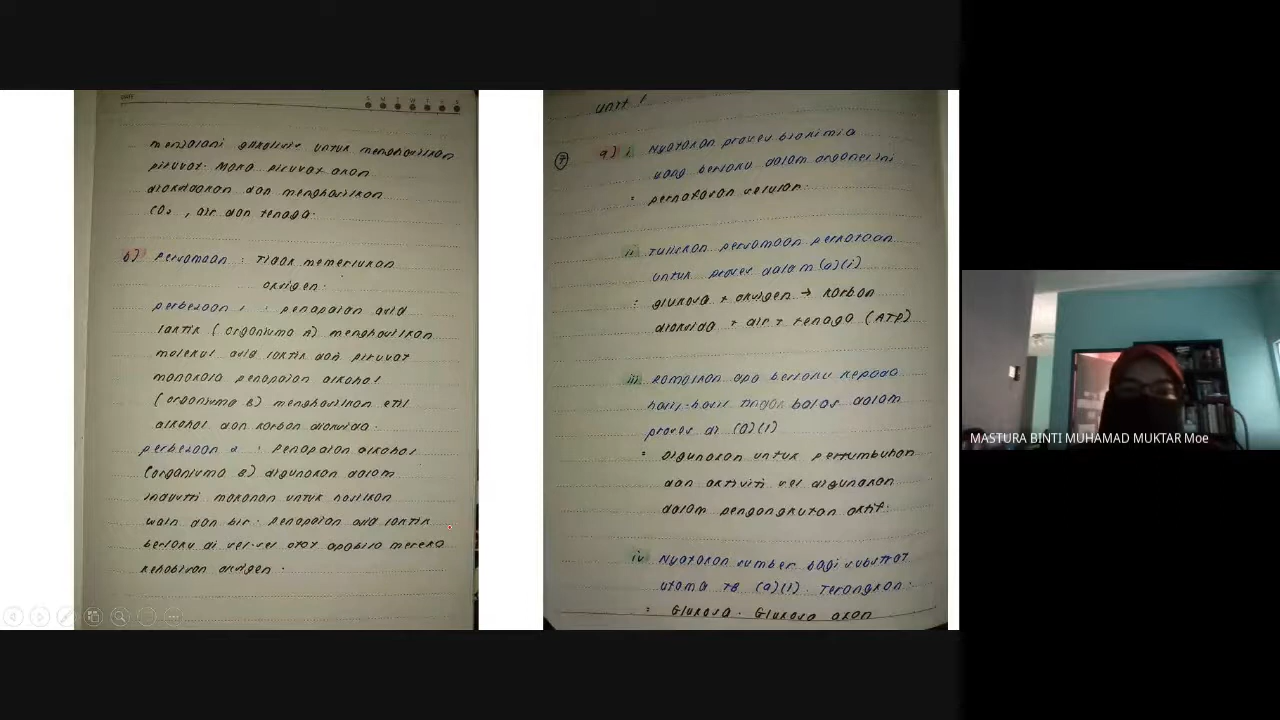 menjalani glikolisis untuk menghasilkan
piruvat. Maka piruvat akan
dioksidakan dan menghasilkan
CO2, air dan tenaga.
b) persamaan : Tidak memerlukan
oksigen.
perbezaan 1 : penapaian asid
laktik (organisma A) menghasilkan
molekul asid laktik dan piruvat
manakala penapaian alkohol
(organisma B) menghasilkan etil
alkohol dan karbon dioksida.
perbezaan 2 : Penapaian alkohol
(organisma B) digunakan dalam
industri makanan untuk hasilkan
wain dan bir. Penapaian asid laktik
berlaku di sel-sel otot apabila mereka
kehabisan oksigen.
unit 1
7 a) i Nyatakan proses biokimia
yang berlaku dalam organel ini
= pernafasan selular.
ii Tuliskan persamaan perkataan
untuk proses dalam (a)(i)
= glukosa + oksigen → karbon
dioksida + air + tenaga (ATP)
iii Ramalkan apa berlaku kepada
hasil-hasil tindak balas dalam
proses di (a)(i)
= Digunakan untuk pertumbuhan
dan aktiviti sel digunakan
dalam pengangkutan aktif.
iv Nyatakan sumber bagi substrat
utama TB (a)(i). Terangkan.
= Glukosa. Glukosa akan
MASTURA BINTI MUHAMAD MUKTAR Moe